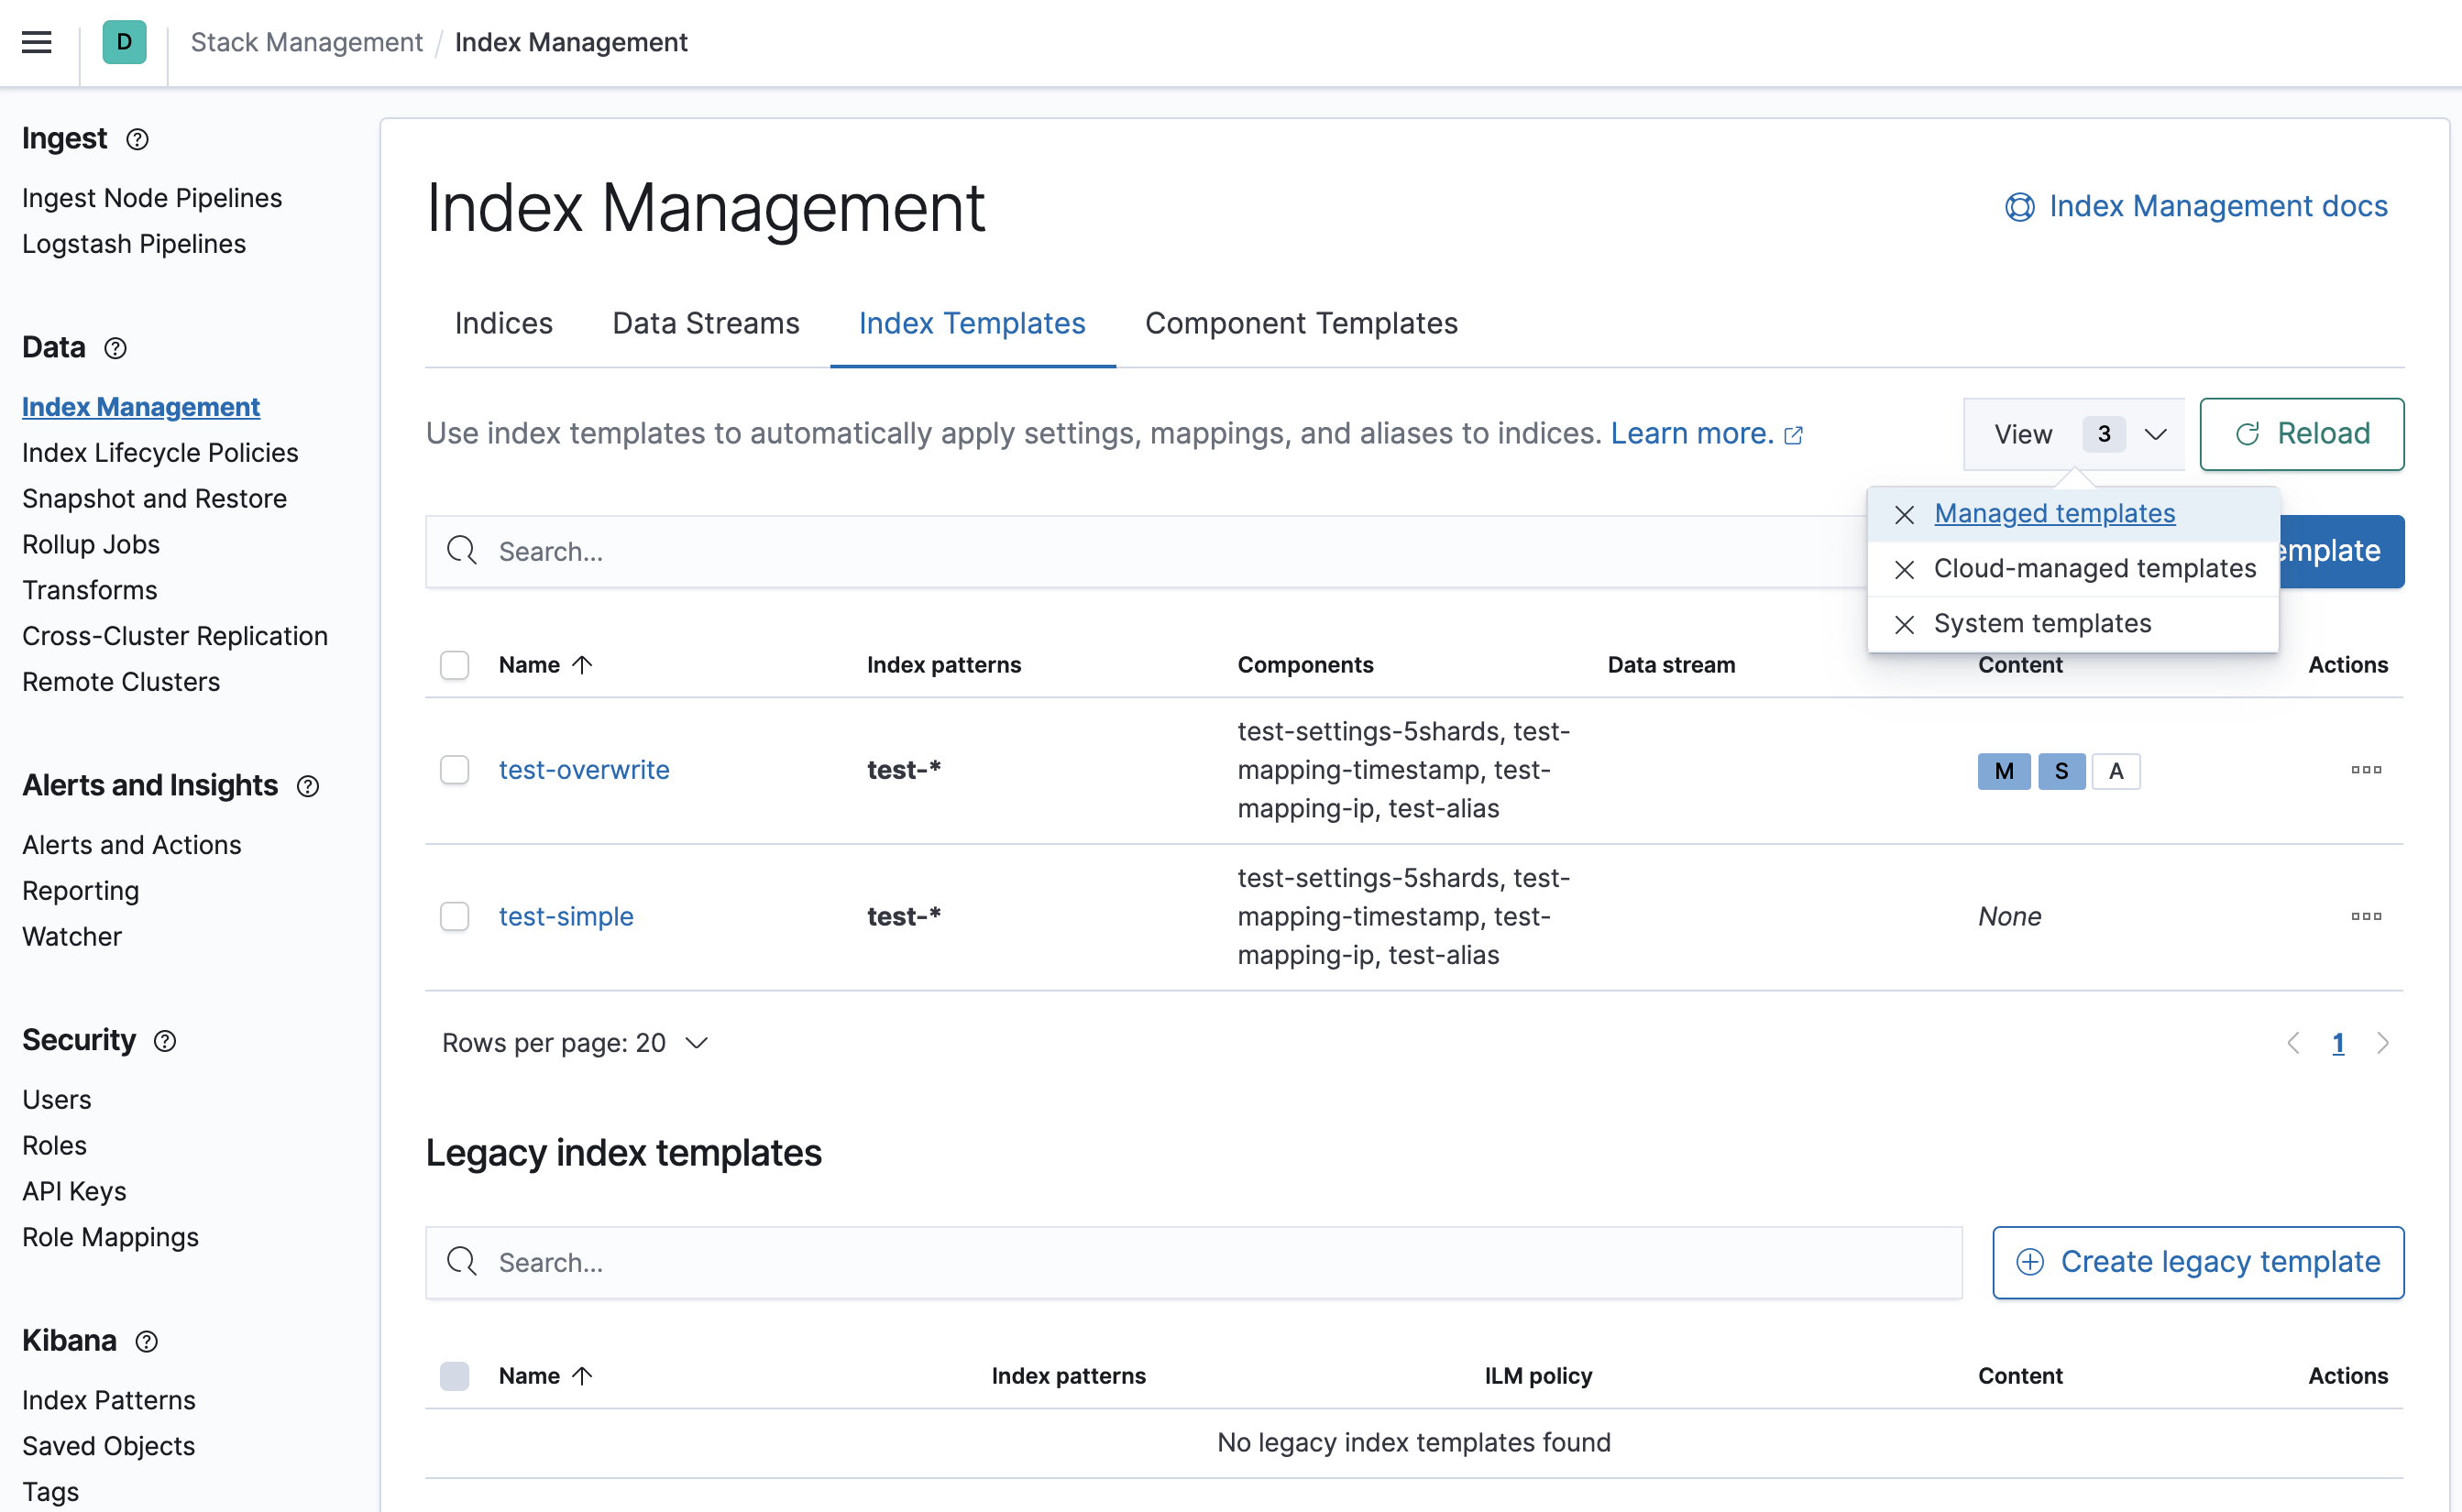 D Stack Management / Index Management
Ingest
Ingest Node Pipelines
Logstash Pipelines
Data
Index Management
Index Lifecycle Policies
Snapshot and Restore
Rollup Jobs
Transforms
Cross-Cluster Replication
Remote Clusters
Alerts and Insights
Alerts and Actions
Reporting
Watcher
Security
Users
Roles
API Keys
Role Mappings
Kibana
Index Patterns
Saved Objects
Tags
Index Management
Index Management docs
Indices Data Streams Index Templates Component Templates
Use index templates to automatically apply settings, mappings, and aliases to indices. Learn more.
View 3
Reload
Managed templates
Cloud-managed templates
System templates
Search...
emplate
Name Index patterns Components Data stream Content Actions
test-overwrite test-* test-settings-5shards, test-
mapping-timestamp, test-
mapping-ip, test-alias
M S A
test-simple test-* test-settings-5shards, test-
mapping-timestamp, test-
mapping-ip, test-alias
None
Rows per page: 20
1
Legacy index templates
Search...
Create legacy template
Name Index patterns ILM policy Content Actions
No legacy index templates found